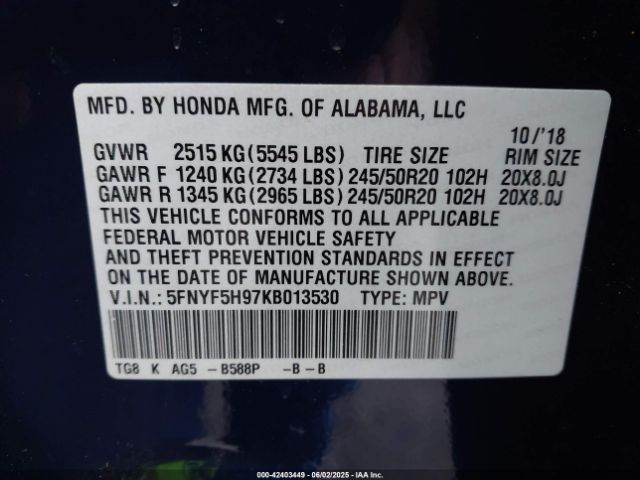 MFD. BY HONDA MFG. OF ALABAMA, LLC
10/'18
GVWR 2515 KG (5545 LBS) TIRE SIZE RIM SIZE
GAWR F 1240 KG (2734 LBS) 245/50R20 102H 20X8.0J
GAWR R 1345 KG (2965 LBS) 245/50R20 102H 20X8.0J
THIS VEHICLE CONFORMS TO ALL APPLICABLE
FEDERAL MOTOR VEHICLE SAFETY
AND THEFT PREVENTION STANDARDS IN EFFECT
ON THE DATE OF MANUFACTURE SHOWN ABOVE.
V.I.N.: 5FNYF5H97KB013530 TYPE: MPV
TG8 K AG5 -B588P -B -B
000-42403449 - 06/02/2025 - IAA Inc.